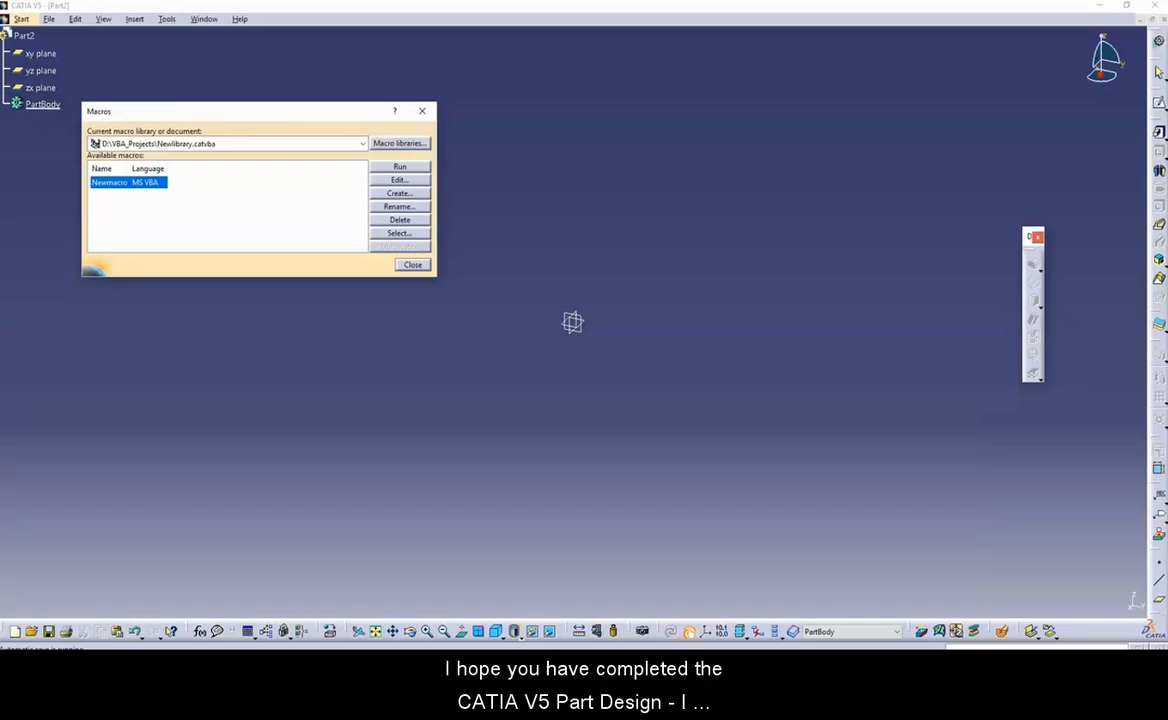 CATIA V5 - [Part2]
Start File Edit View Insert Tools Window Help
Part2
xy plane
yz plane
zx plane
PartBody
Macros
Current macro library or document:
D:\VBA_Projects\Newlibrary.catvba
Macro libraries...
Available macros:
Name Language
Newmacro MS VBA
Run
Edit...
Create...
Rename...
Delete
Select...
Close
PartBody
CATIA
I hope you have completed the
CATIA V5 Part Design - I ...